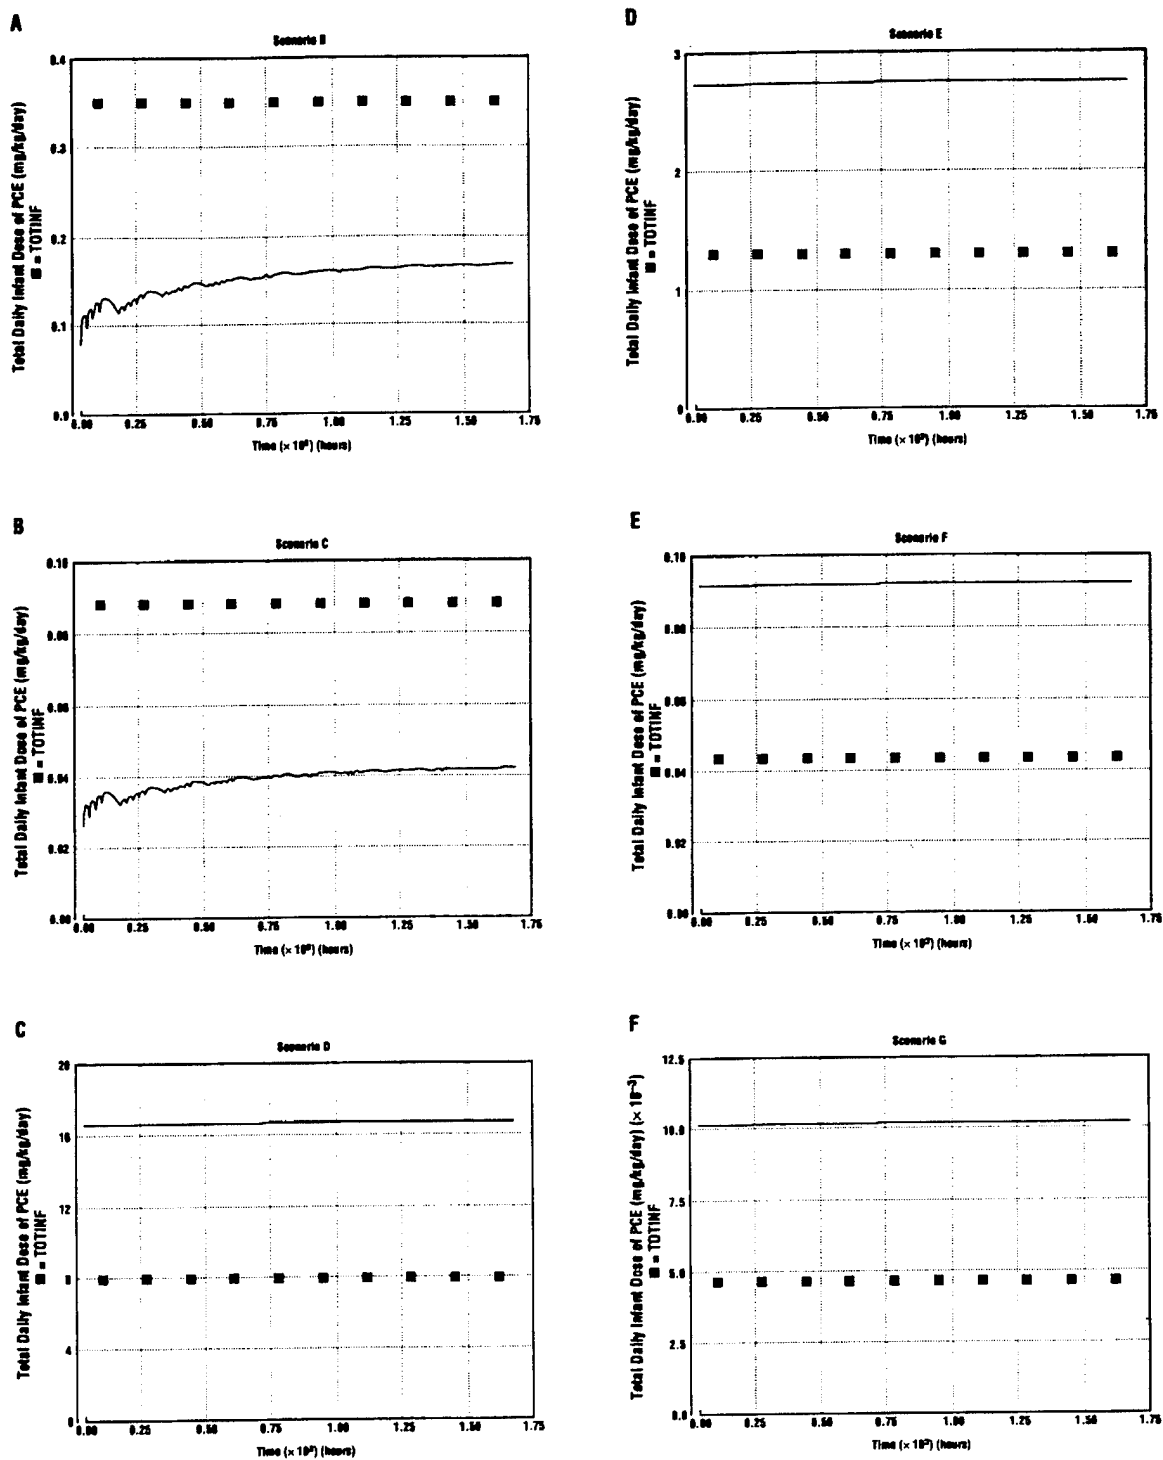 A
Scenario B
Total Daily Infant Dose of PCE (mg/kg/day)
■ = TOTINF
0.4
0.3
0.2
0.1
0.0
0.00 0.25 0.50 0.75 1.00 1.25 1.50 1.75
Time (× 10³) (hours)
B
Scenario C
Total Daily Infant Dose of PCE (mg/kg/day)
■ = TOTINF
0.10
0.08
0.06
0.04
0.02
0.00
0.00 0.25 0.50 0.75 1.00 1.25 1.50 1.75
Time (× 10³) (hours)
C
Scenario D
Total Daily Infant Dose of PCE (mg/kg/day)
■ = TOTINF
20
16
12
8
4
0
0.00 0.25 0.50 0.75 1.00 1.25 1.50 1.75
Time (× 10³) (hours)
D
Scenario E
Total Daily Infant Dose of PCE (mg/kg/day)
■ = TOTINF
3
2
1
0
0.00 0.25 0.50 0.75 1.00 1.25 1.50 1.75
Time (× 10³) (hours)
E
Scenario F
Total Daily Infant Dose of PCE (mg/kg/day)
■ = TOTINF
0.10
0.08
0.06
0.04
0.02
0.00
0.00 0.25 0.50 0.75 1.00 1.25 1.50 1.75
Time (× 10³) (hours)
F
Scenario G
Total Daily Infant Dose of PCE (mg/kg/day) (× 10⁻³)
■ = TOTINF
12.5
10.0
7.5
5.0
2.5
0.0
0.00 0.25 0.50 0.75 1.00 1.25 1.50 1.75
Time (× 10³) (hours)